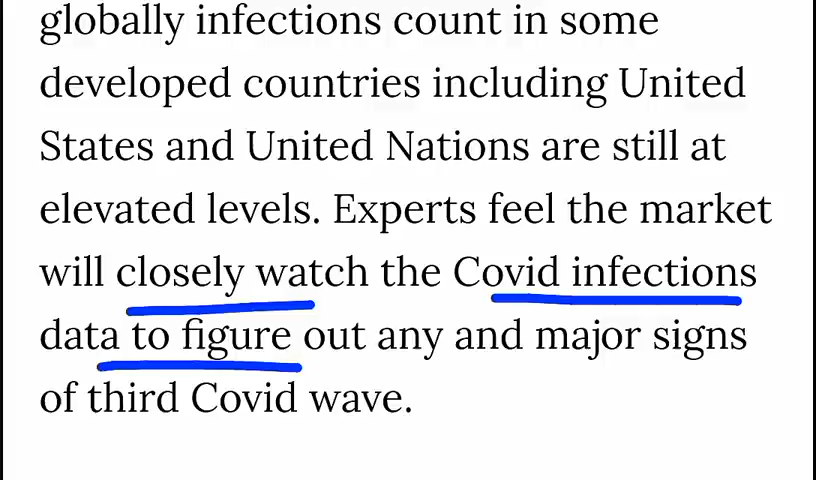 globally infections count in some
developed countries including United
States and United Nations are still at
elevated levels. Experts feel the market
will closely watch the Covid infections
data to figure out any and major signs
of third Covid wave.